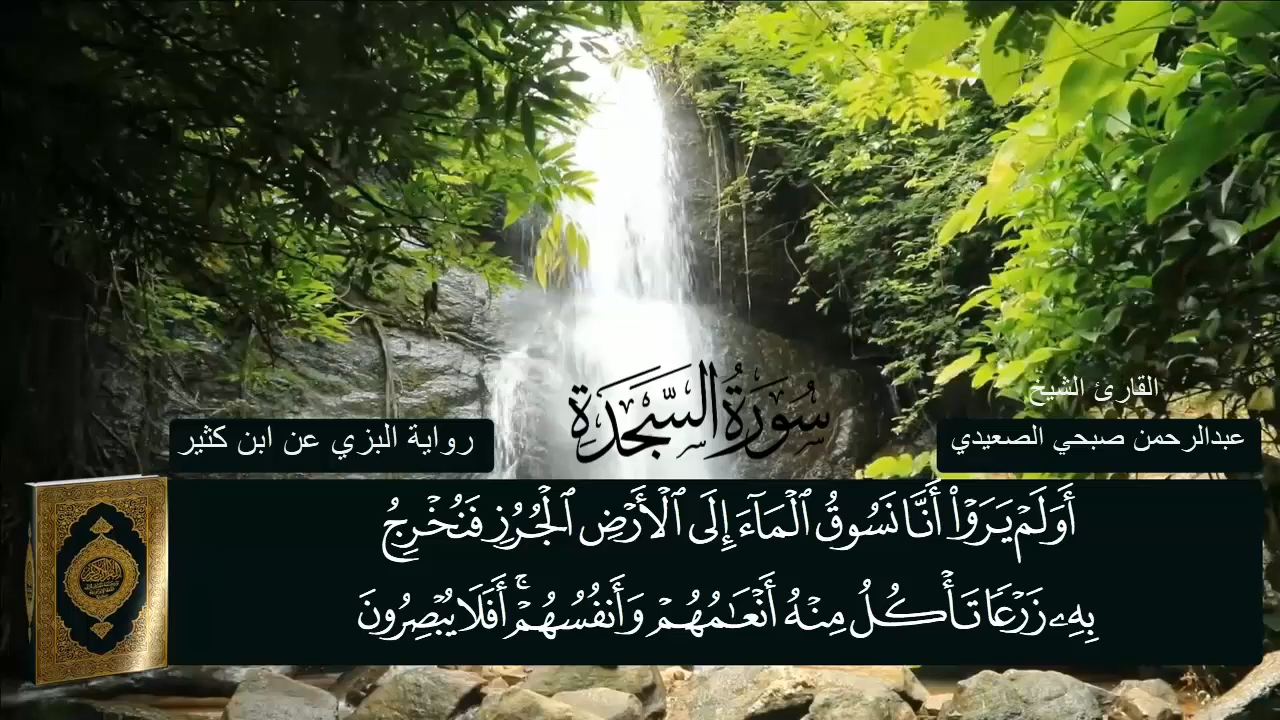 سُورَةُ السَّجْدَةِ
القارئ الشيخ
عبدالرحمن صبحي الصعيدي
رواية البزي عن ابن كثير
أَوَلَمْ يَرَوْا۟ أَنَّا نَسُوقُ ٱلْمَآءَ إِلَى ٱلْأَرْضِ ٱلْجُرُزِ فَنُخْرِجُ
بِهِۦ زَرْعًا تَأْكُلُ مِنْهُ أَنْعَٰمُهُمْ وَأَنفُسُهُمْۚ أَفَلَا يُبْصِرُونَ